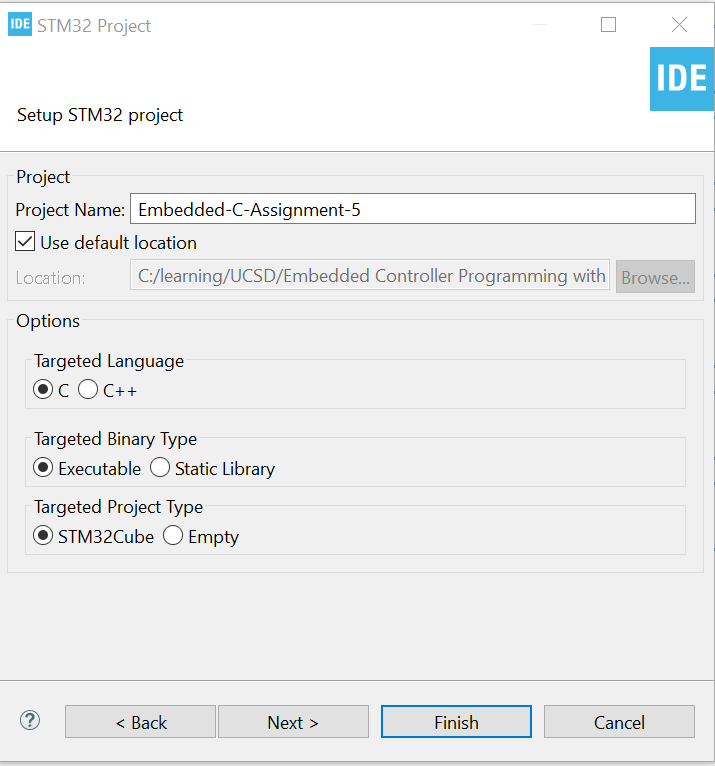 IDE STM32 Project
IDE
Setup STM32 project
Project
Project Name: Embedded-C-Assignment-5
Use default location
Location: C:/learning/UCSD/Embedded Controller Programming with Browse...
Options
Targeted Language
C C++
Targeted Binary Type
Executable Static Library
Targeted Project Type
STM32Cube Empty
? < Back Next > Finish Cancel